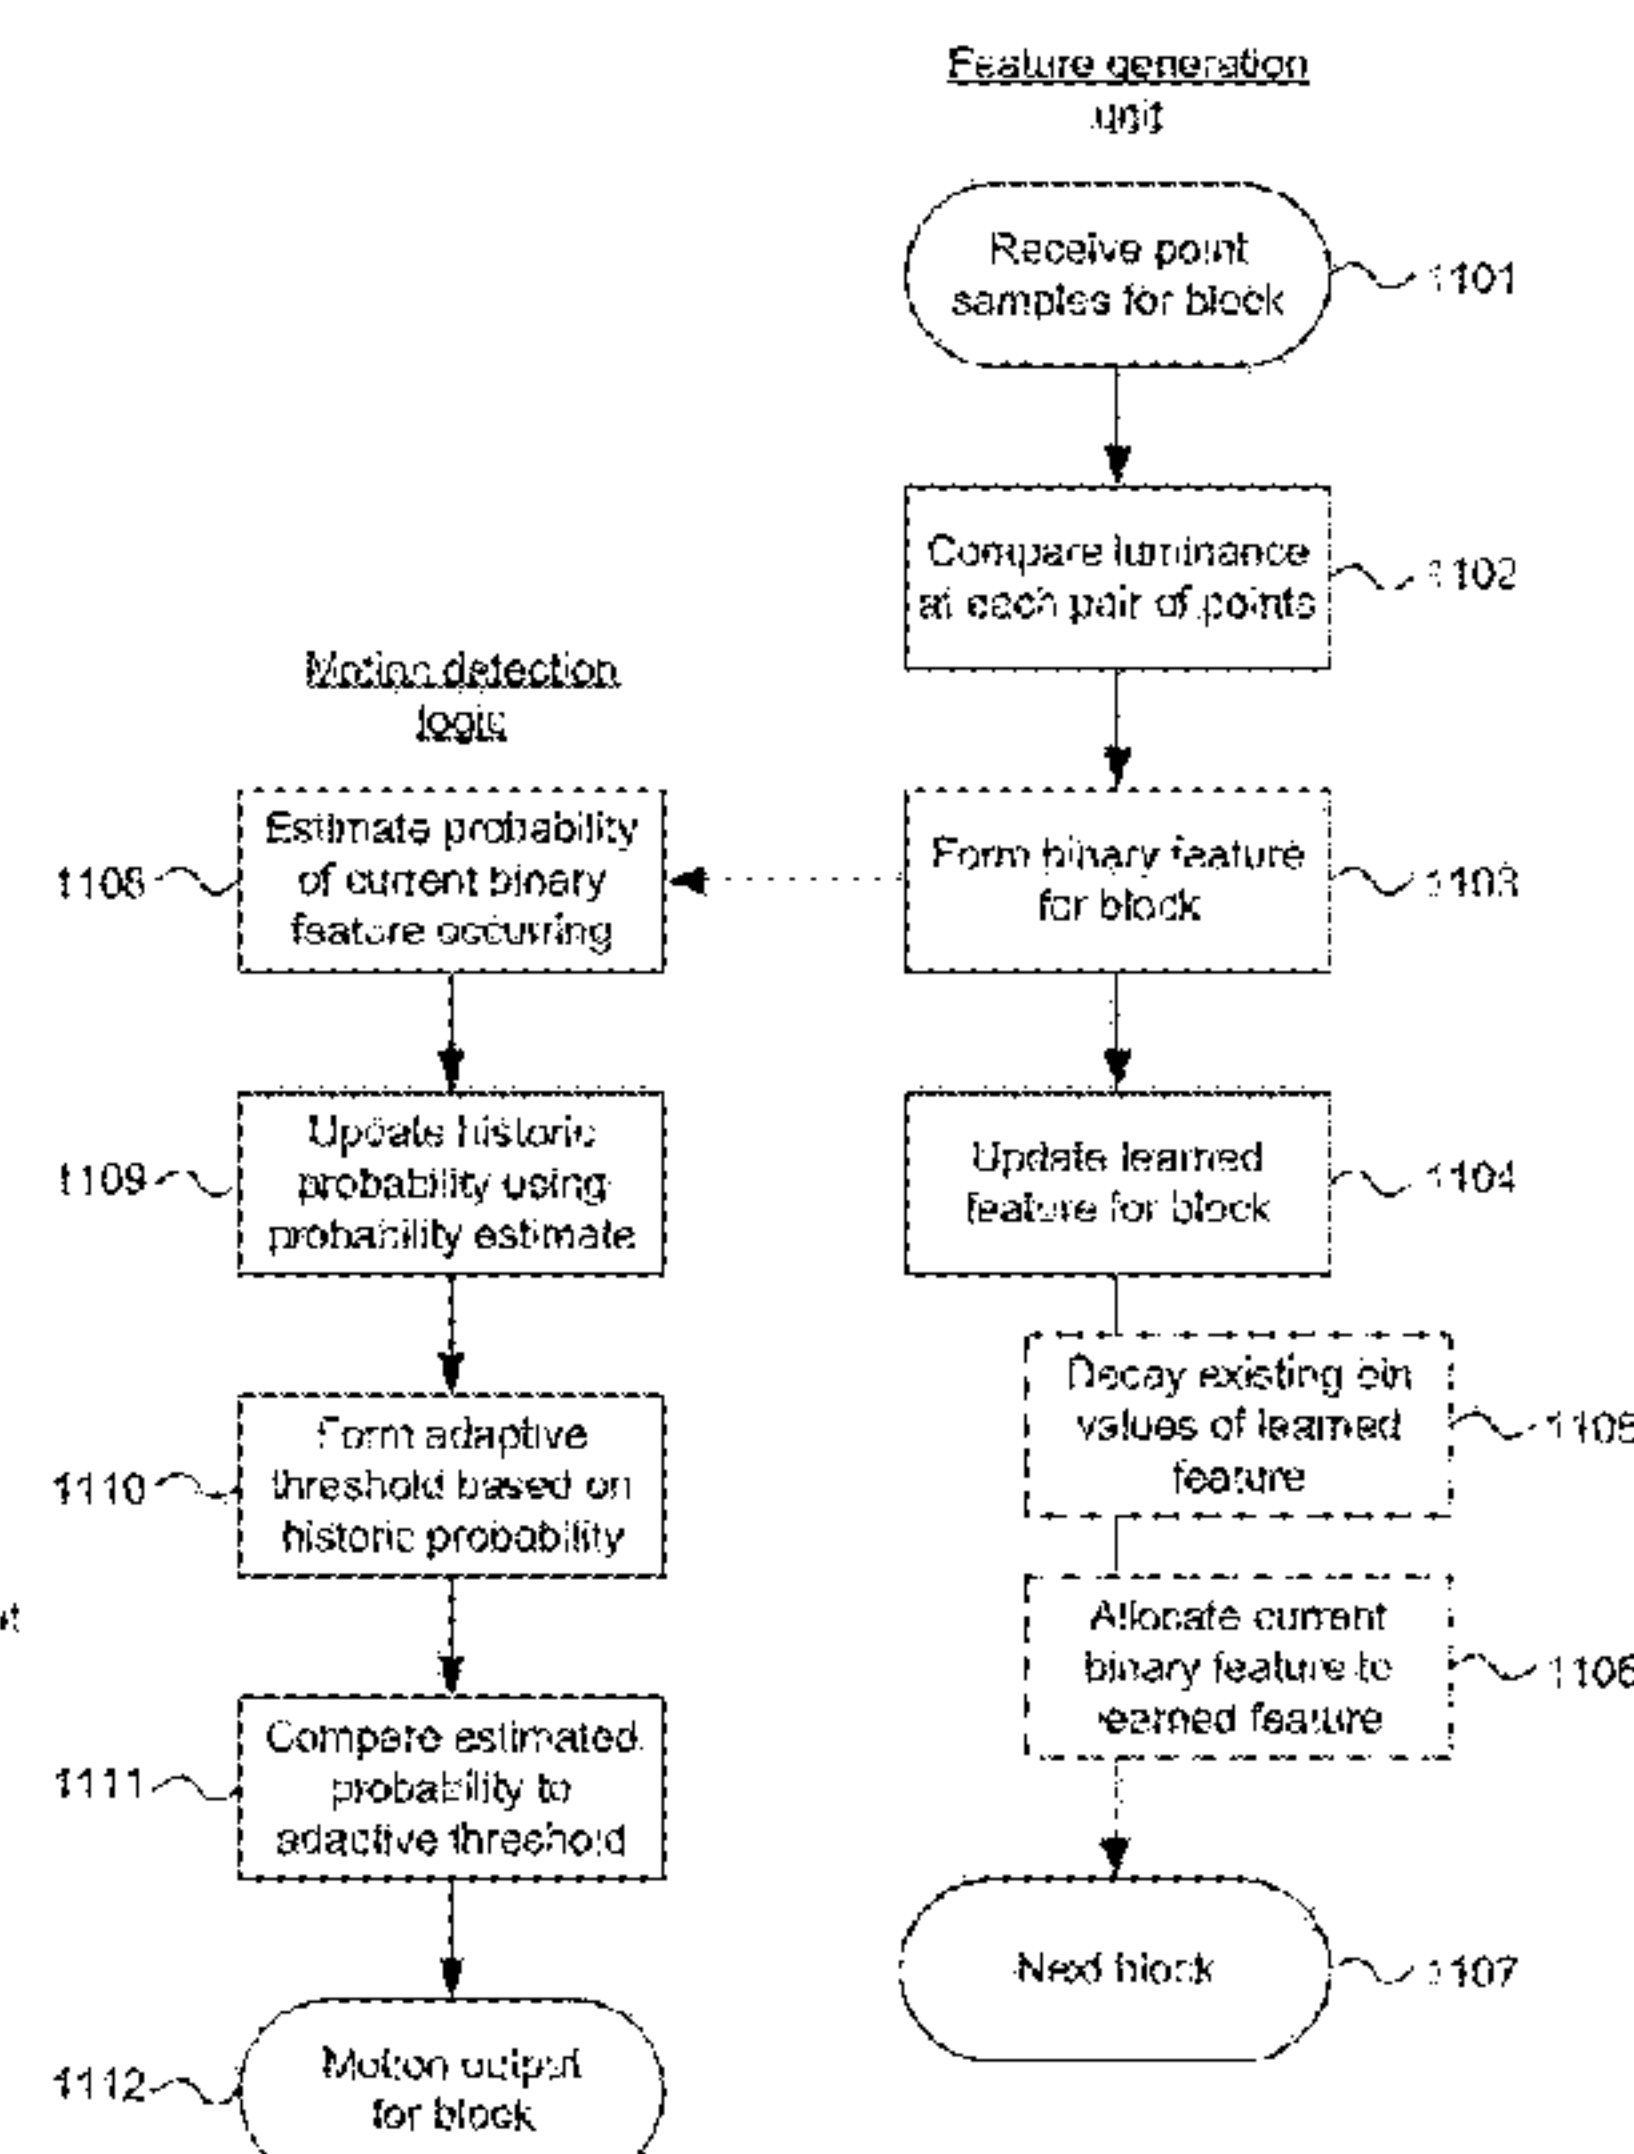 Feature generation
unit
Receive point
samples for block
1101
Compare luminance
at each pair of points
1102
Form binary feature
for block
1103
Update learned
feature for block
1104
Decay existing bin
values of learned
feature
1105
Allocate current
binary feature to
learned feature
1106
Next block
1107
Motion detection
logic
Estimate probability
of current binary
feature occurring
1108
Update historic
probability using
probability estimate
1109
Form adaptive
threshold based on
historic probability
1110
Compare estimated
probability to
adaptive threshold
1111
Motion output
for block
1112